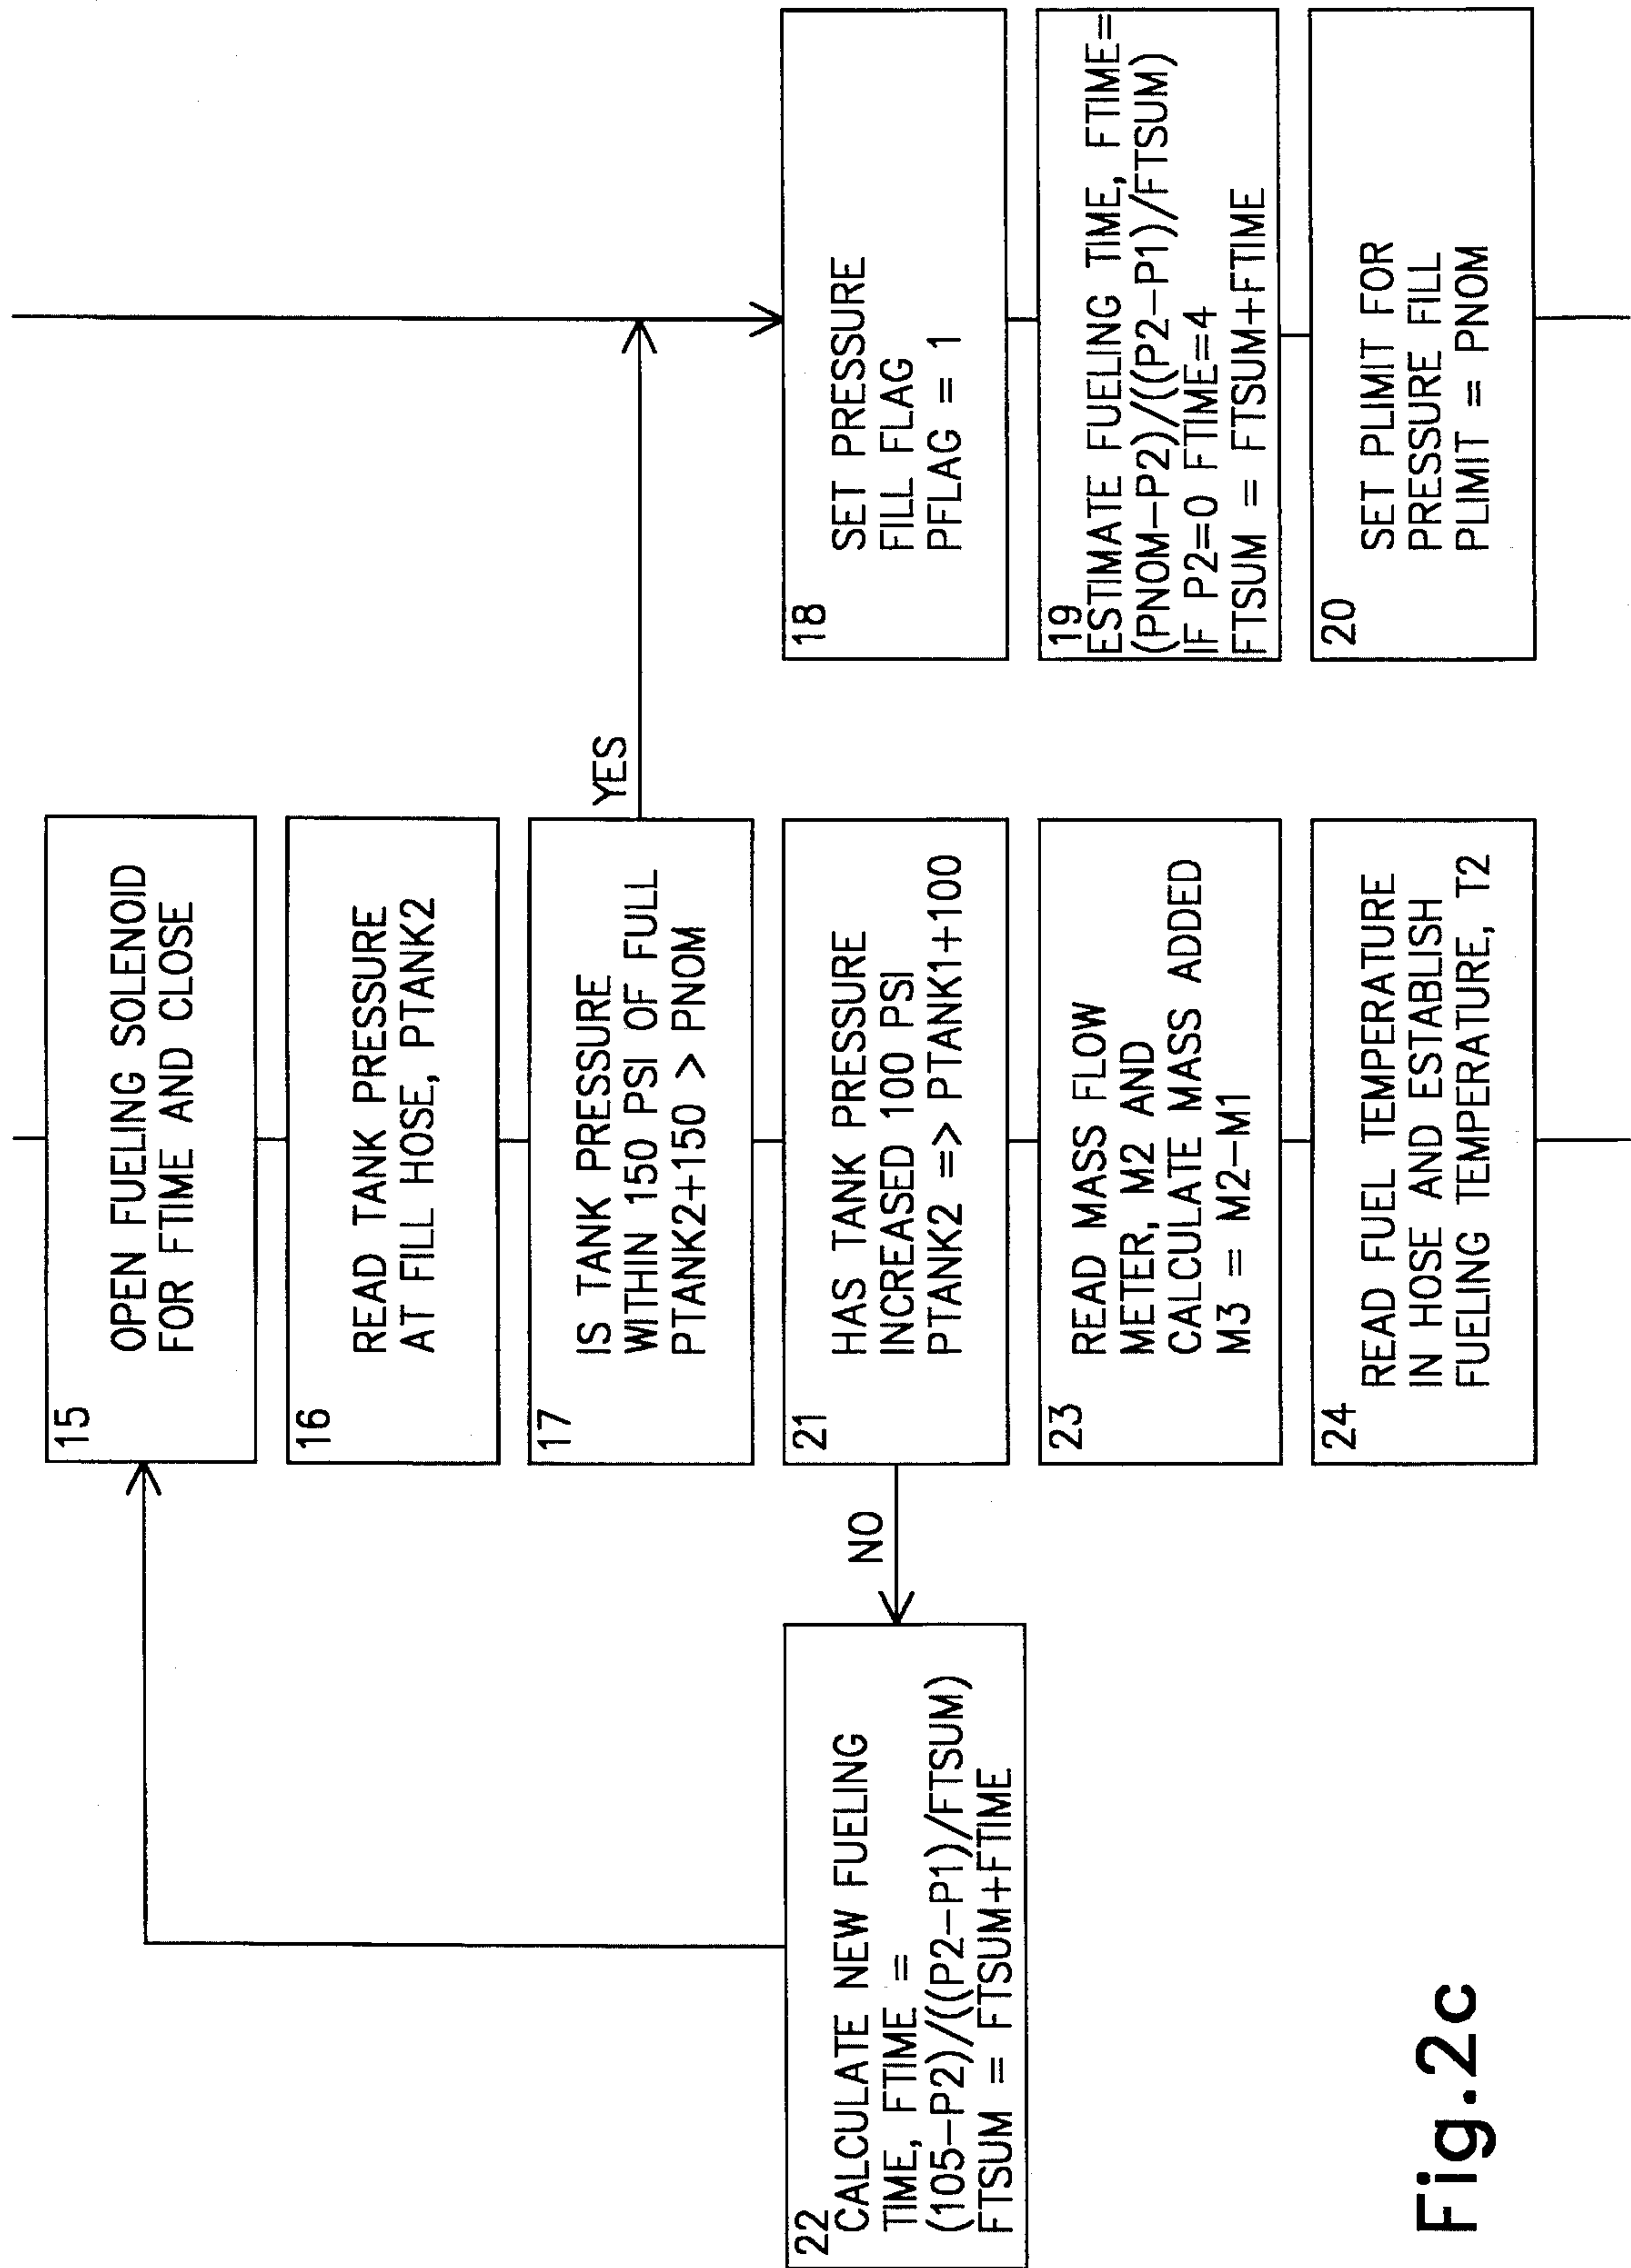 15
OPEN FUELING SOLENOID
FOR FTIME AND CLOSE
16
READ TANK PRESSURE
AT FILL HOSE, PTANK2
17
IS TANK PRESSURE
WITHIN 150 PSI OF FULL
PTANK2+150 > PNOM
YES
18
SET PRESSURE
FILL FLAG
PFLAG = 1
19
ESTIMATE FUELING TIME, FTIME=
(PNOM-P2)/((P2-P1)/FTSUM)
IF P2=0 FTIME=4
FTSUM = FTSUM+FTIME
20
SET PLIMIT FOR
PRESSURE FILL
PLIMIT = PNOM
21
HAS TANK PRESSURE
INCREASED 100 PSI
PTANK2 => PTANK1+100
NO
22
CALCULATE NEW FUELING
TIME, FTIME =
(105-P2)/((P2-P1)/FTSUM)
FTSUM = FTSUM+FTIME
23
READ MASS FLOW
METER, M2 AND
CALCULATE MASS ADDED
M3 = M2-M1
24
READ FUEL TEMPERATURE
IN HOSE AND ESTABLISH
FUELING TEMPERATURE, T2
Fig.2c